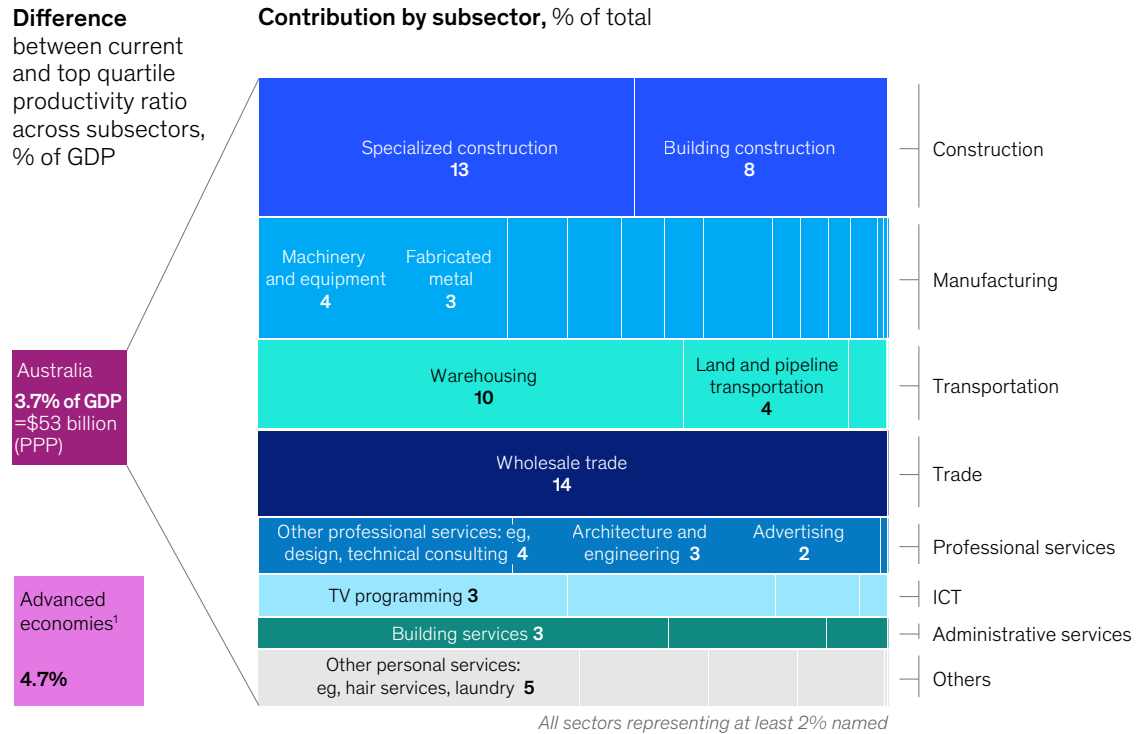 Difference
between current
and top quartile
productivity ratio
across subsectors,
% of GDP
Contribution by subsector, % of total
Specialized construction
13
Building construction
8
Construction
Machinery
and equipment
4
Fabricated
metal
3
Manufacturing
Australia
3.7% of GDP
=$53 billion
(PPP)
Warehousing
10
Land and pipeline
transportation
4
Transportation
Wholesale trade
14
Trade
Other professional services: eg,
design, technical consulting 4
Architecture and
engineering 3
Advertising
2
Professional services
Advanced
economies¹
4.7%
TV programming 3
ICT
Building services 3
Administrative services
Other personal services:
eg, hair services, laundry 5
Others
All sectors representing at least 2% named